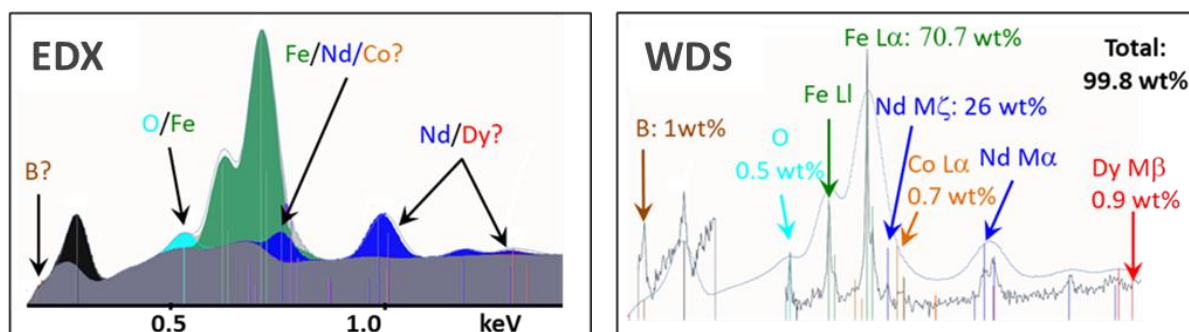 EDX
Fe/Nd/Co?
O/Fe
Nd/Dy?
B?
0.5
1.0
keV
WDS
Fe Lα: 70.7 wt%
Total:
99.8 wt%
Fe Ll
Nd Mζ: 26 wt%
B: 1wt%
O
0.5 wt%
Co Lα
0.7 wt%
Nd Mα
Dy Mβ
0.9 wt%